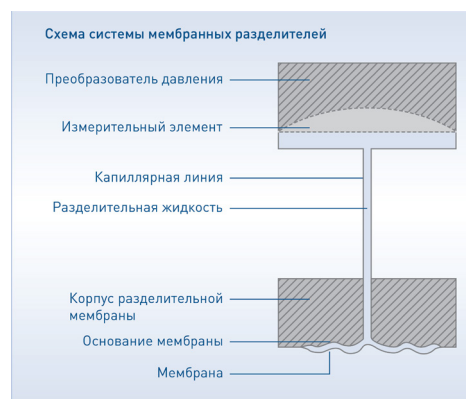 Схема системы мембранных разделителей
Преобразователь давления
Измерительный элемент
Капиллярная линия
Разделительная жидкость
Корпус разделительной
мембраны
Основание мембраны
Мембрана